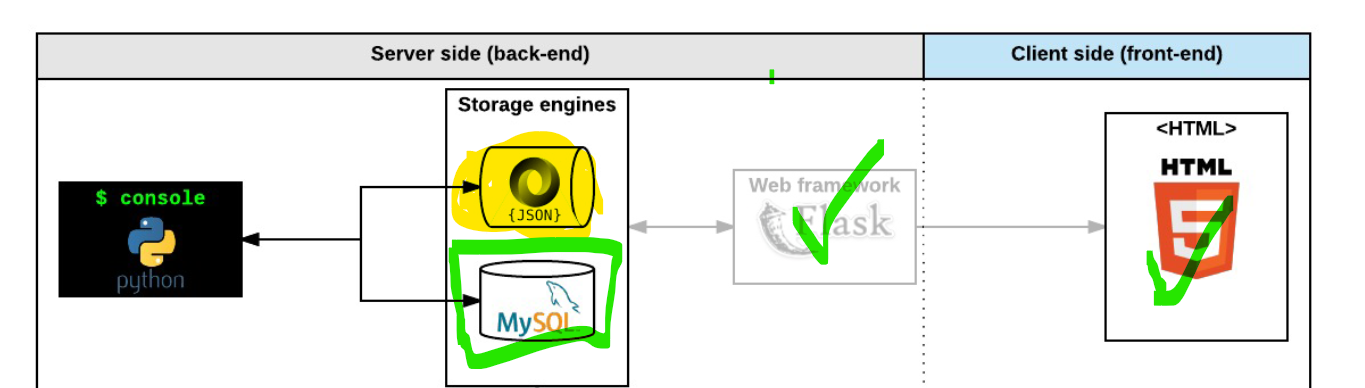 Server side (back-end)
Client side (front-end)
Storage engines
<HTML>
HTML
5
$ console
python
{JSON}
Web framework
Flask
MySQL